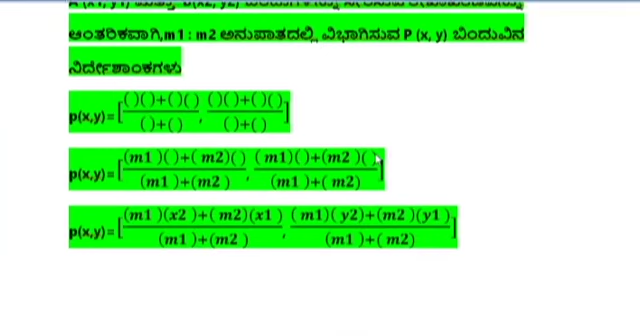 ಆಂತರಿಕವಾಗಿ,m1 : m2 ಅನುಪಾತದಲ್ಲಿ ವಿಭಾಗಿಸುವ P (x, y) ಬಿಂದುವಿನ
ನಿರ್ದೇಶಾಂಕಗಳು
p(x,y)=[( )( )+( )( ) / ( )+( ) , ( )( )+( )( ) / ( )+( )]
p(x,y)=[(m1 )( )+( m2)( ) / (m1 )+(m2 ) , ( m1)( )+(m2 )( ) / (m1 )+( m2)]
p(x,y)=[(m1 )(x2 )+( m2)(x1 ) / (m1 )+(m2 ) , ( m1)( y2)+(m2 )(y1 ) / (m1 )+( m2)]